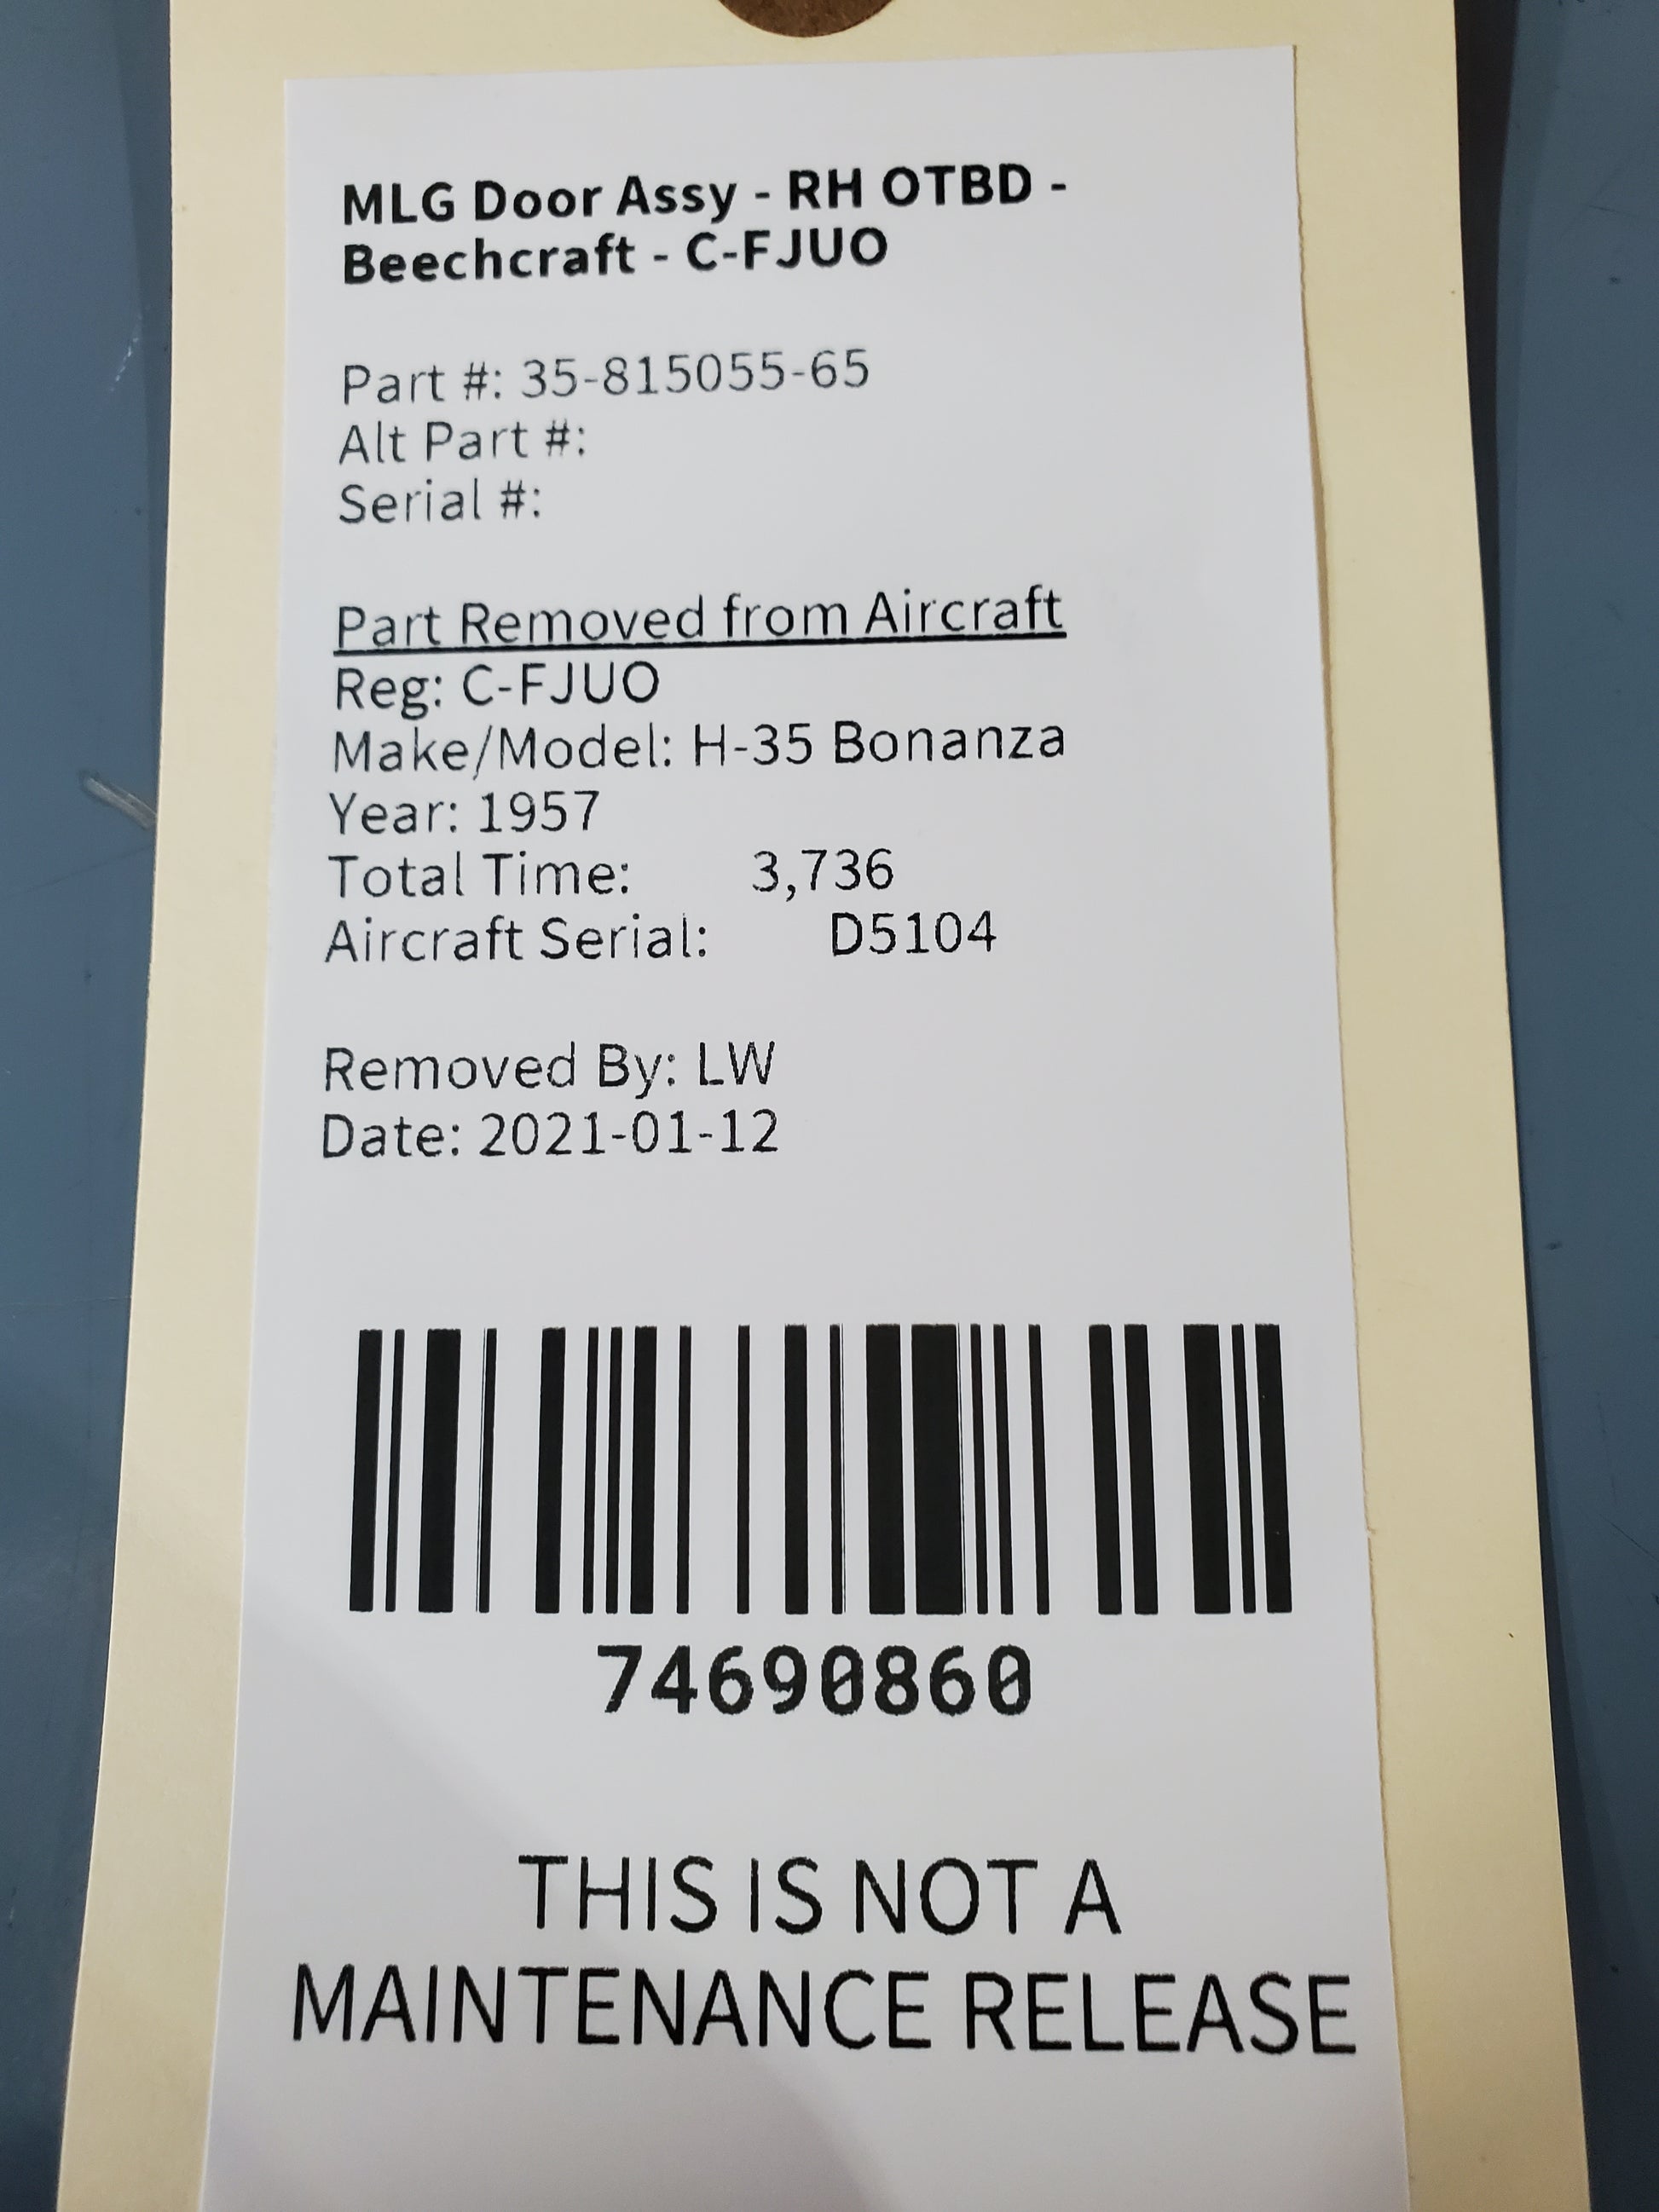 MLG Door Assy - RH OTBD -
Beechcraft - C-FJUO
Part #: 35-815055-65
Alt Part #:
Serial #:
Part Removed from Aircraft
Reg: C-FJUO
Make/Model: H-35 Bonanza
Year: 1957
Total Time: 3,736
Aircraft Serial: D5104
Removed By: LW
Date: 2021-01-12
74690860
THIS IS NOT A
MAINTENANCE RELEASE